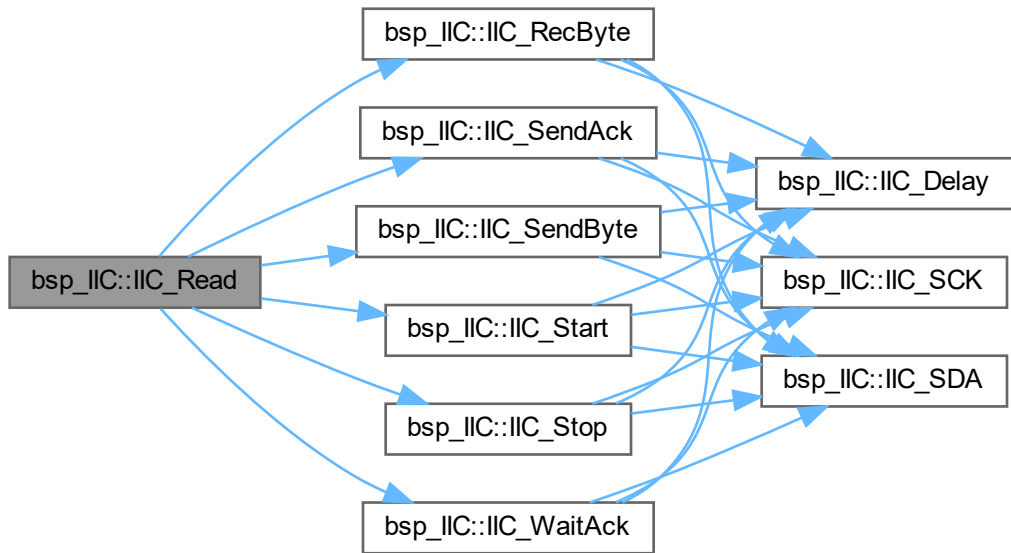 bsp_IIC::IIC_Read
bsp_IIC::IIC_RecByte
bsp_IIC::IIC_SendAck
bsp_IIC::IIC_SendByte
bsp_IIC::IIC_Start
bsp_IIC::IIC_Stop
bsp_IIC::IIC_WaitAck
bsp_IIC::IIC_Delay
bsp_IIC::IIC_SCK
bsp_IIC::IIC_SDA